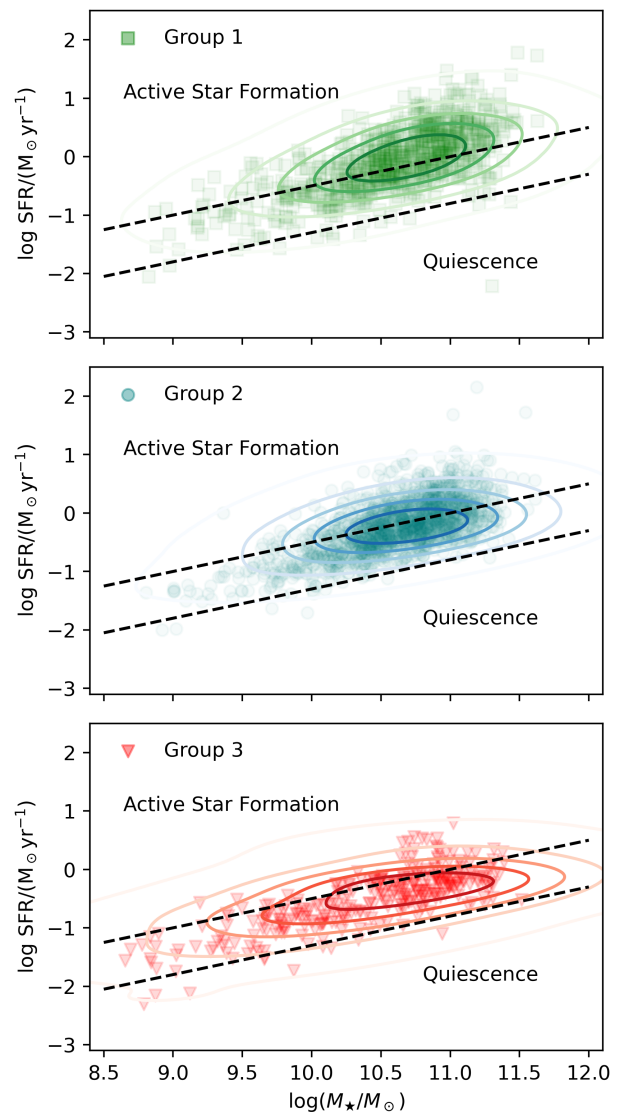 2
Group 1
1
Active Star Formation
0
−1
−2
Quiescence
−3
log SFR/(M⊙yr⁻¹)
2
Group 2
1
Active Star Formation
0
−1
−2
Quiescence
−3
log SFR/(M⊙yr⁻¹)
2
Group 3
1
Active Star Formation
0
−1
−2
Quiescence
−3
log SFR/(M⊙yr⁻¹)
8.5 9.0 9.5 10.0 10.5 11.0 11.5 12.0
log(M★/M⊙)